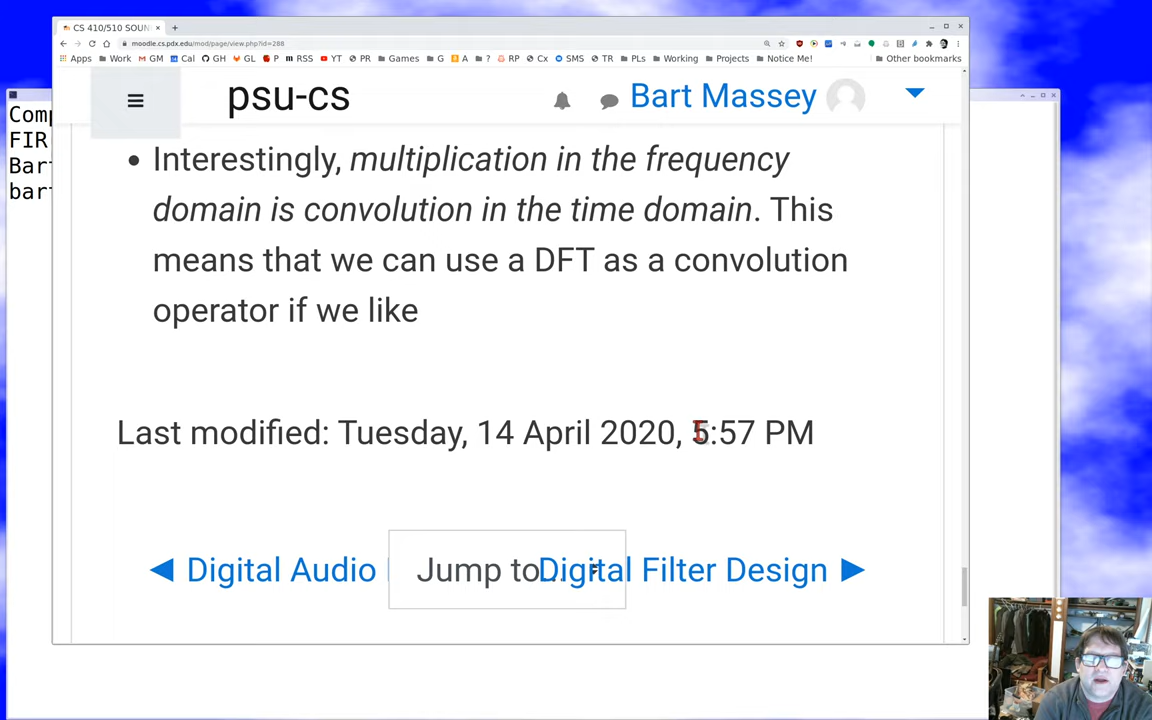 CS 410/510 SOUN
moodle.cs.pdx.edu/mod/page/view.php?id=288
Apps Work GM Cal GH GL P RSS YT PR Games G A ? RP Cx SMS TR PLs Working Projects Notice Me! Other bookmarks
psu-cs Bart Massey
Com
FIR
Bar
bar
• Interestingly, multiplication in the frequency
domain is convolution in the time domain. This
means that we can use a DFT as a convolution
operator if we like
Last modified: Tuesday, 14 April 2020, 5:57 PM
◀ Digital Audio
Jump to...
Digital Filter Design ▶